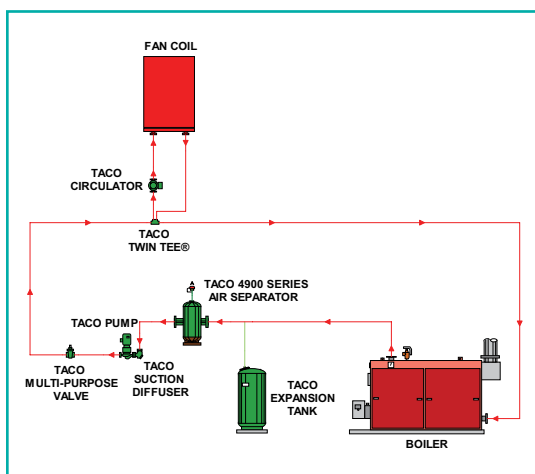 FAN COIL
TACO
CIRCULATOR
TACO
TWIN TEE®
TACO 4900 SERIES
AIR SEPARATOR
TACO PUMP
TACO
MULTI-PURPOSE
VALVE
TACO
SUCTION
DIFFUSER
TACO
EXPANSION
TANK
BOILER